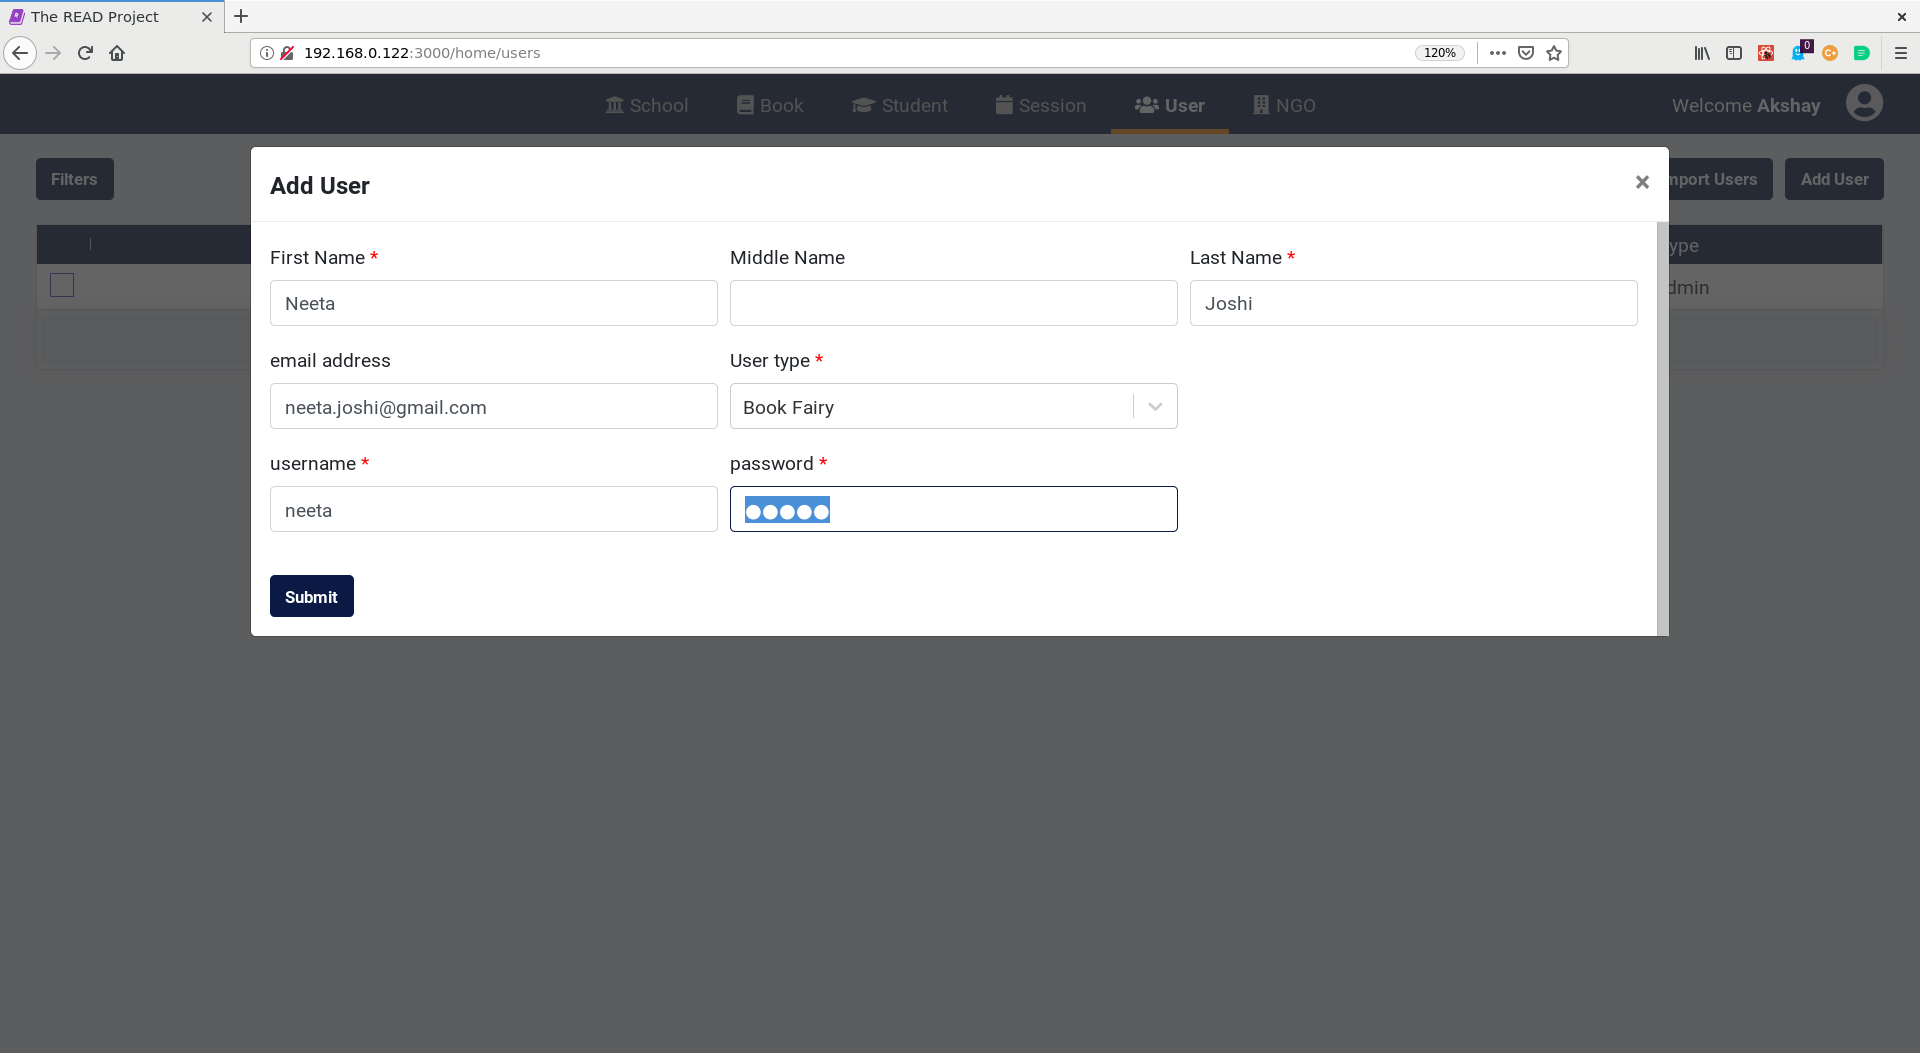 The READ Project
192.168.0.122:3000/home/users
120%
0
School Book Student Session User NGO
Welcome Akshay
Filters
Add User
mport Users
Add User
ype
dmin
First Name *
Middle Name
Last Name *
Neeta
Joshi
email address
User type *
neeta.joshi@gmail.com
Book Fairy
username *
password *
neeta
●●●●●
Submit